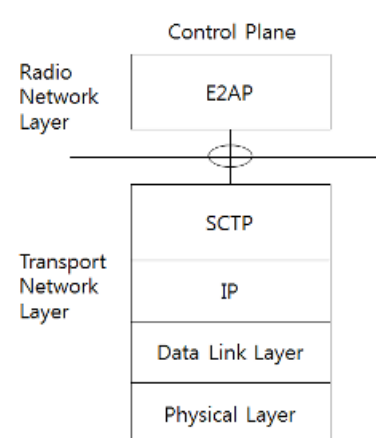 Control Plane
Radio
Network
Layer
E2AP
SCTP
Transport
Network
Layer
IP
Data Link Layer
Physical Layer